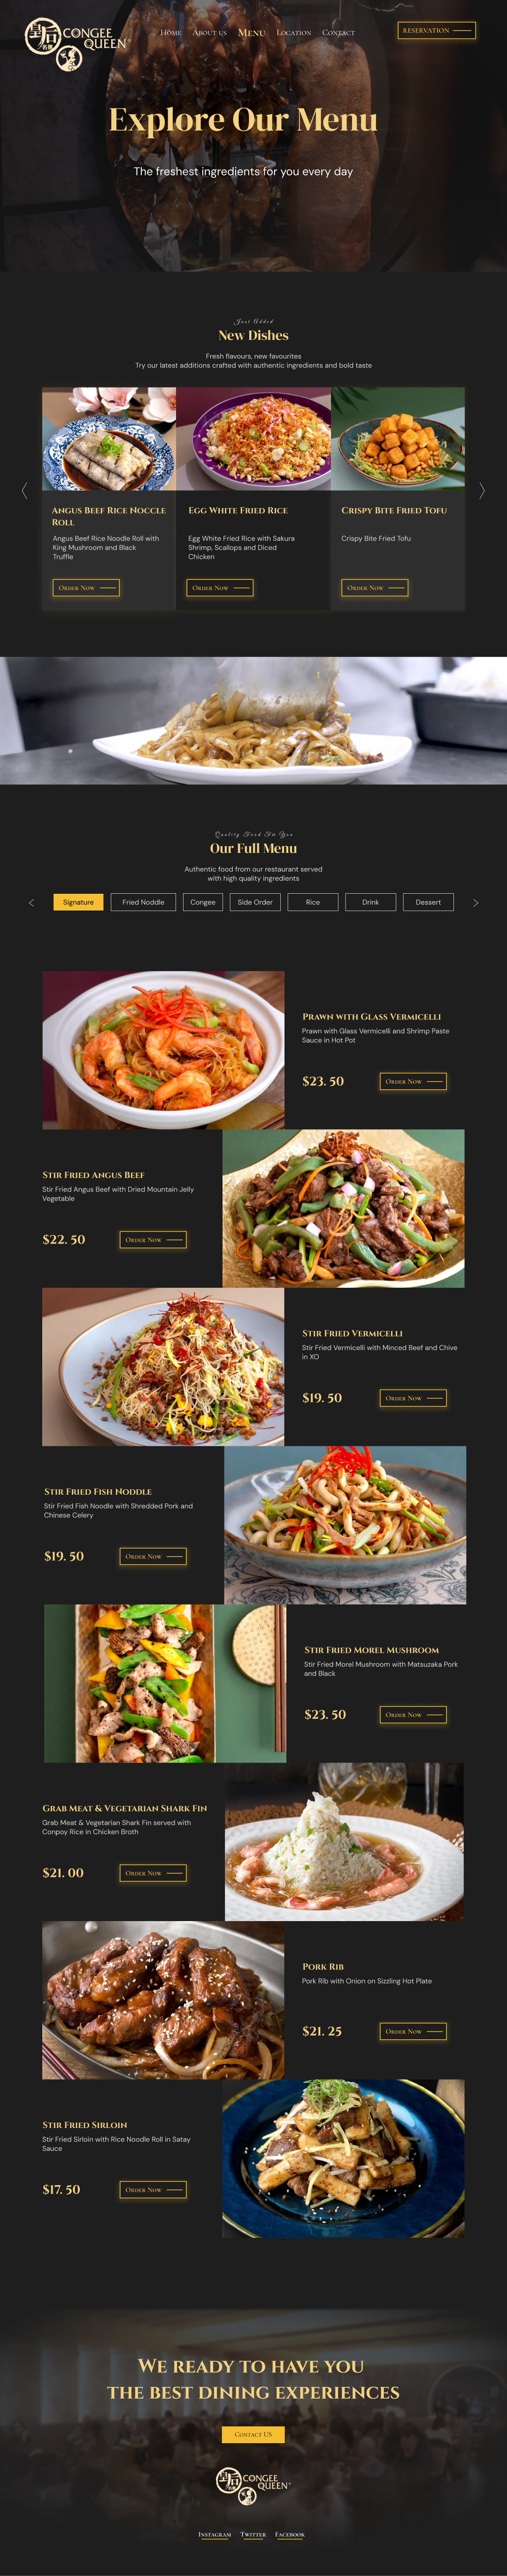 皇后
名粥
CONGEE
QUEEN®
Home About us Menu Location Contact
RESERVATION
Explore Our Menu
The freshest ingredients for you every day
Just Added
New Dishes
Fresh flavours, new favourites
Try our latest additions crafted with authentic ingredients and bold taste
Angus Beef Rice Noccle
Roll
Angus Beef Rice Noodle Roll with
King Mushroom and Black
Truffle
Order Now
Egg White Fried Rice
Egg White Fried Rice with Sakura
Shrimp, Scallops and Diced
Chicken
Order Now
Crispy Bite Fried Tofu
Crispy Bite Fried Tofu
Order Now
Quality Food For You
Our Full Menu
Authentic food from our restaurant served
with high quality ingredients
Signature Fried Noddle Congee Side Order Rice Drink Dessert
Prawn with Glass Vermicelli
Prawn with Glass Vermicelli and Shrimp Paste
Sauce in Hot Pot
$23. 50 Order Now
Stir Fried Angus Beef
Stir Fried Angus Beef with Dried Mountain Jelly
Vegetable
$22. 50 Order Now
Stir Fried Vermicelli
Stir Fried Vermicelli with Minced Beef and Chive
in XO
$19. 50 Order Now
Stir Fried Fish Noddle
Stir Fried Fish Noodle with Shredded Pork and
Chinese Celery
$19. 50 Order Now
Stir Fried Morel Mushroom
Stir Fried Morel Mushroom with Matsuzaka Pork
and Black
$23. 50 Order Now
Grab Meat & Vegetarian Shark Fin
Grab Meat & Vegetarian Shark Fin served with
Conpoy Rice in Chicken Broth
$21. 00 Order Now
Pork Rib
Pork Rib with Onion on Sizzling Hot Plate
$21. 25 Order Now
Stir Fried Sirloin
Stir Fried Sirloin with Rice Noodle Roll in Satay
Sauce
$17. 50 Order Now
We ready to have you
the best dining experiences
Contact US
皇后
名粥
CONGEE
QUEEN®
Instagram Twitter Facebook